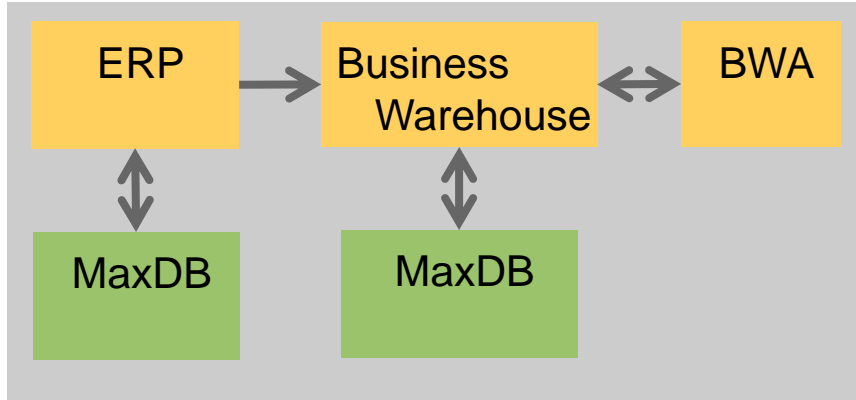 ERP
Business
Warehouse
BWA
MaxDB
MaxDB